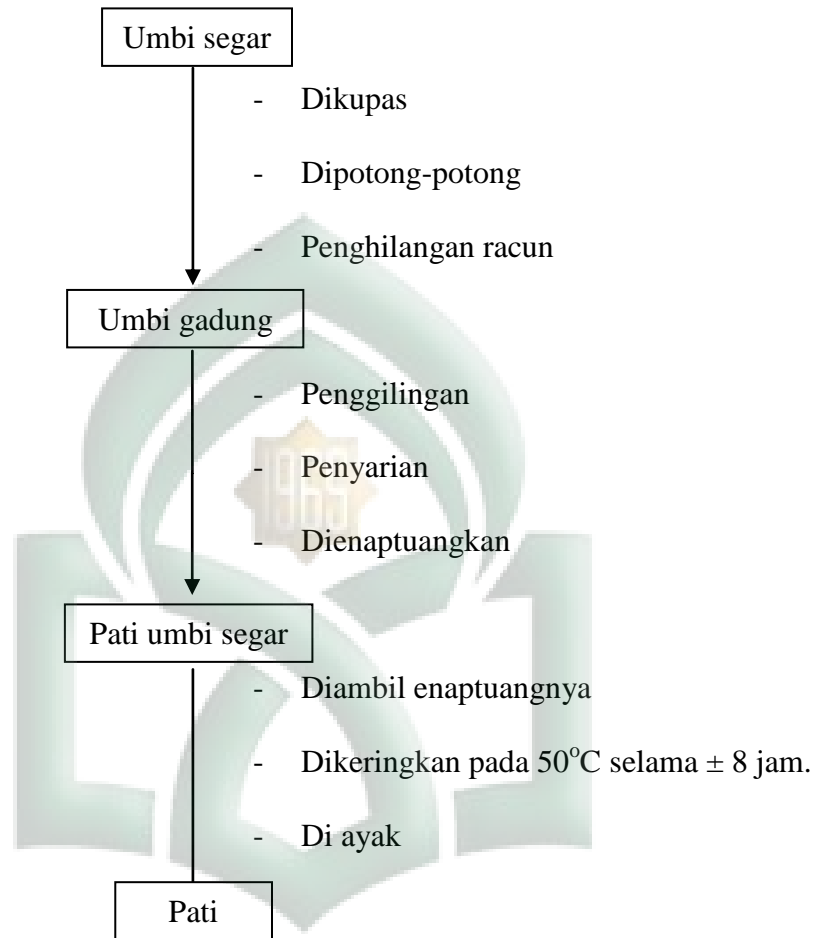 Umbi segar
- Dikupas
- Dipotong-potong
- Penghilangan racun
Umbi gadung
- Penggilingan
- Penyarian
1965
- Dienaptuangkan
Pati umbi segar
- Diambil enaptuangnya
- Dikeringkan pada 50°C selama ± 8 jam.
- Di ayak
Pati